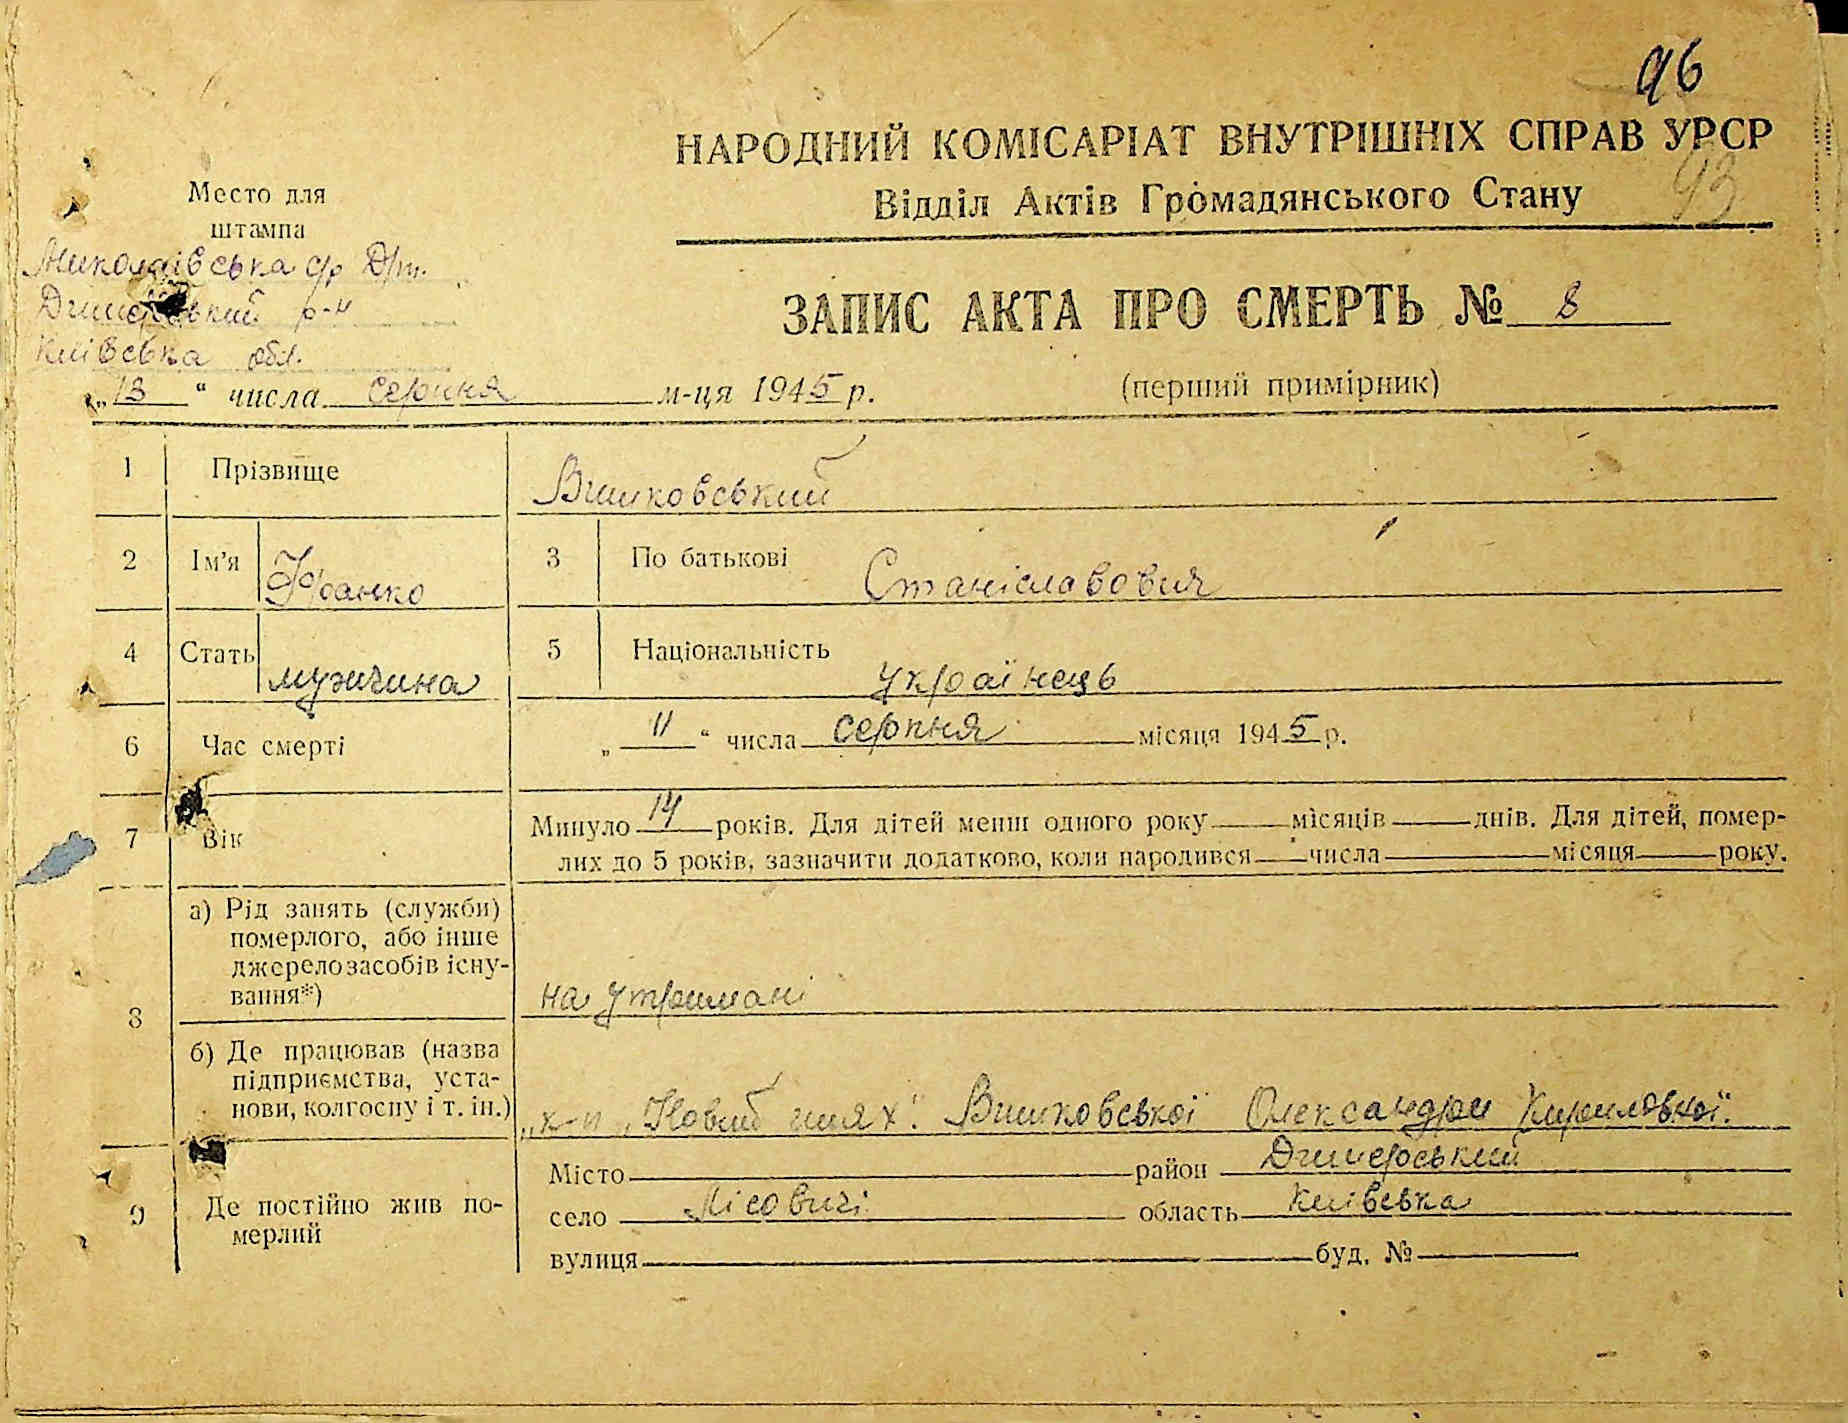 96
НАРОДНИЙ КОМІСАРІАТ ВНУТРІШНІХ СПРАВ УРСР
93
Відділ Актів Громадянського Стану
Место для
штампа
Миколаївська с/р
Димерський р-н
Київська обл.
ЗАПИС АКТА ПРО СМЕРТЬ № 8
„13“ числа серпня м-ця 1945 р.
(перший примірник)
1 Прізвище Вишковський
2 Ім'я Франко 3 По батькові Станіславович
4 Стать мужчина 5 Національність українець
6 Час смерті „11“ числа серпня місяця 1945 р.
7 Вік Минуло 14 років. Для дітей менш одного року місяців днів. Для дітей, помер-
лих до 5 років, зазначити додатково, коли народився числа місяця року.
8 а) Рід занять (служби)
померлого, або інше
джерело засобів існу-
вання*) на утримані
б) Де працював (назва
підприємства, уста-
нови, колгоспу і т. ін.) „к-п „Новий шлях". Вишковської Олександри Кириловної.
9 Де постійно жив по-
мерлий
Місто район Димерський
село Лісовичі область Київська
вулиця буд. №